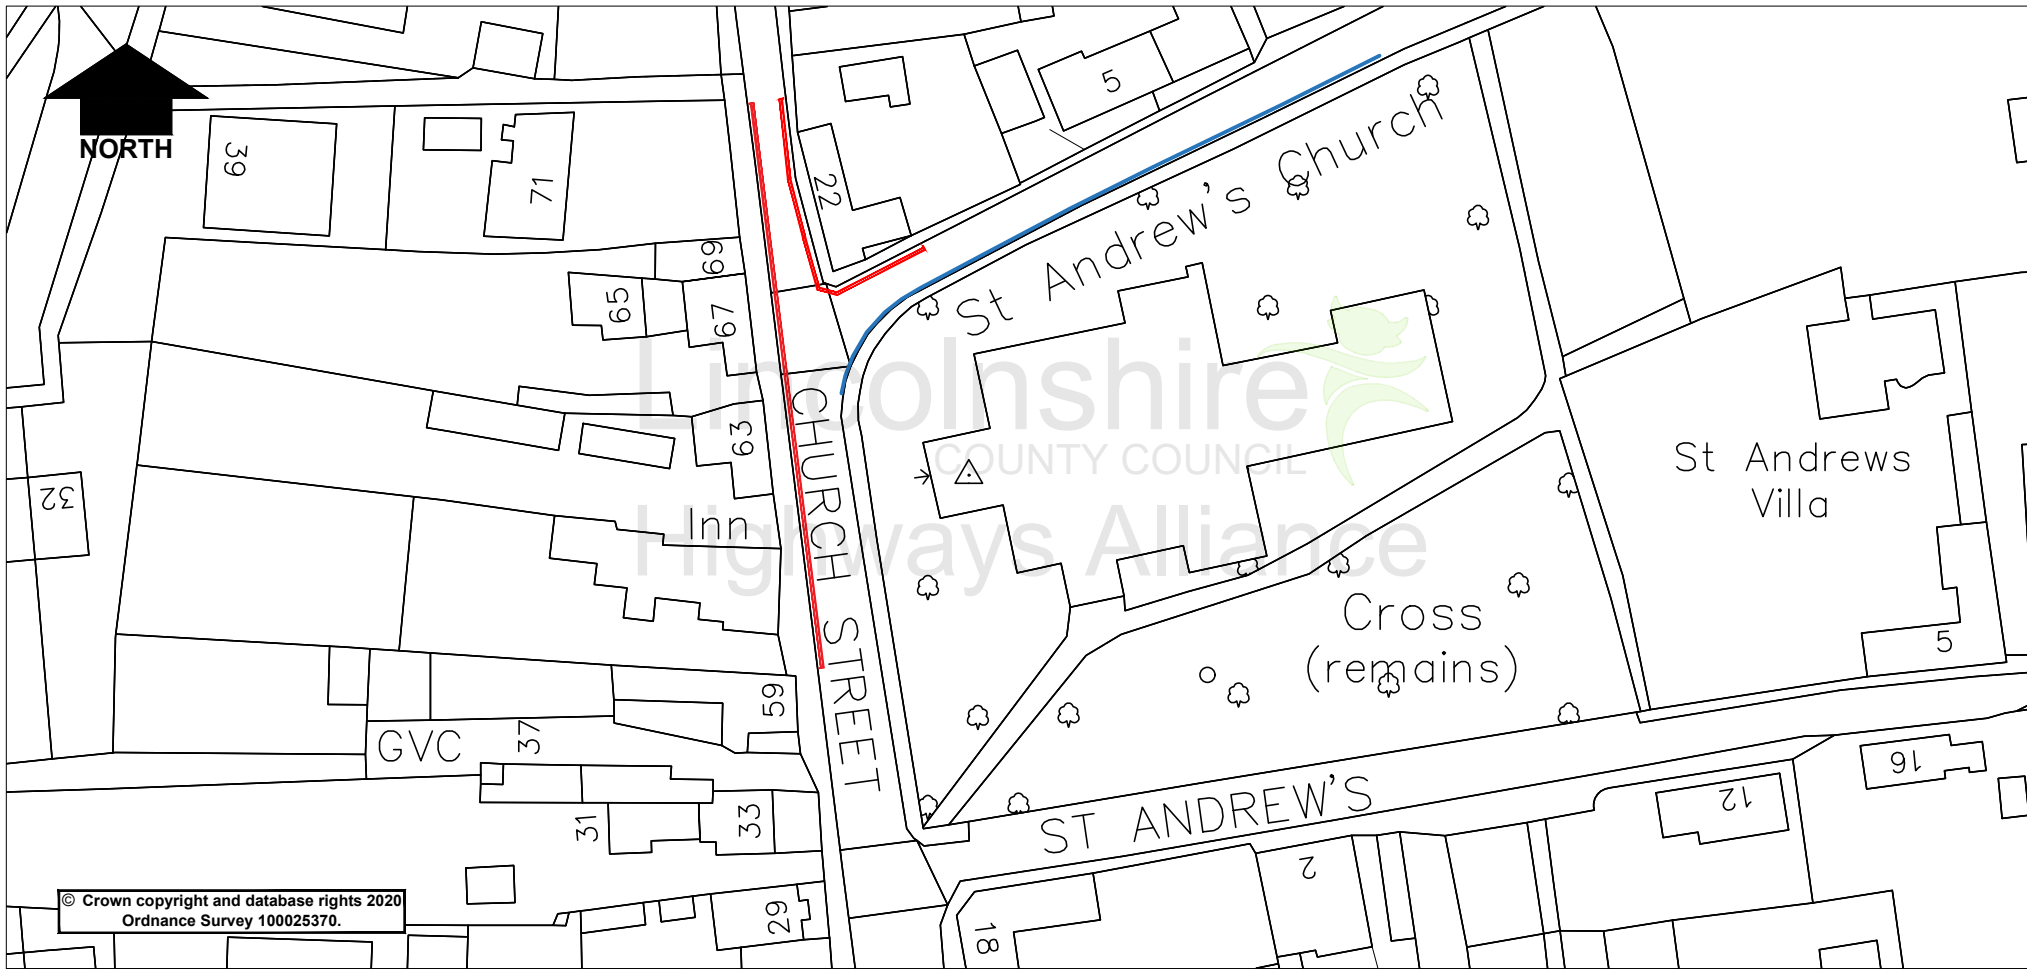 NORTH
39
71
5
22
69
65
67
63
32
Inn
59
37
GVC
31
33
29
St Andrew's Church
CHURCH STREET
Lincolnshire
COUNTY COUNCIL
Highways Alliance
Cross
(remains)
St Andrews
Villa
5
ST ANDREW'S
16
12
2
18
© Crown copyright and database rights 2020
Ordnance Survey 100025370.